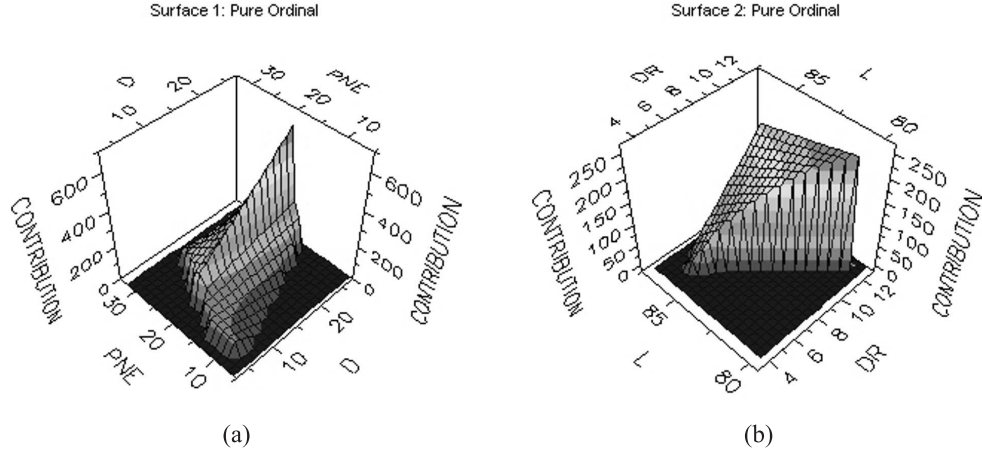 Surface 1: Pure Ordinal
Surface 2: Pure Ordinal
D
PNE
10
20
30
20
10
600
400
200
0
CONTRIBUTION
600
400
200
0
CONTRIBUTION
30
20
10
PNE
10
20
D
DR
L
4
6
8
10
12
85
80
250
200
150
100
50
0
CONTRIBUTION
250
200
150
100
50
0
CONTRIBUTION
85
80
L
4
6
8
10
12
DR
(a)
(b)